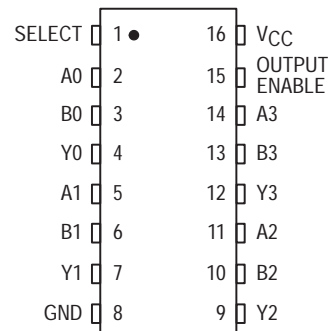 SELECT 1 16 VCC
A0 2 15 OUTPUT ENABLE
B0 3 14 A3
Y0 4 13 B3
A1 5 12 Y3
B1 6 11 A2
Y1 7 10 B2
GND 8 9 Y2